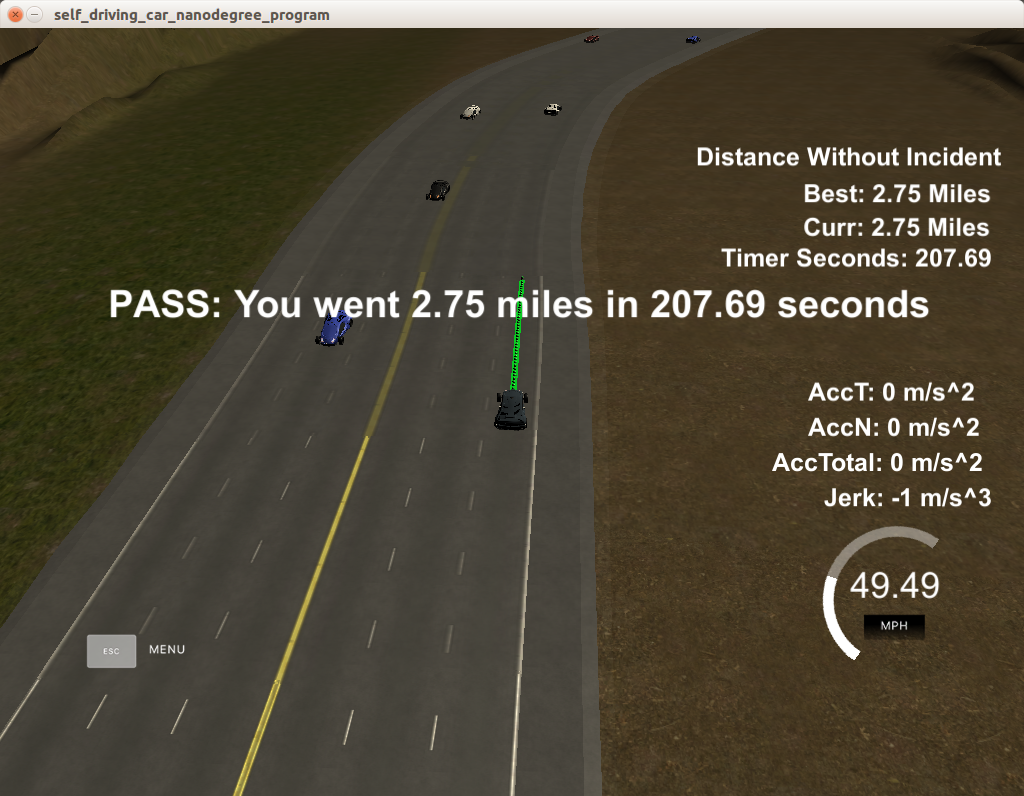 self_driving_car_nanodegree_program
Distance Without Incident
Best: 2.75 Miles
Curr: 2.75 Miles
Timer Seconds: 207.69
PASS: You went 2.75 miles in 207.69 seconds
AccT: 0 m/s^2
AccN: 0 m/s^2
AccTotal: 0 m/s^2
Jerk: -1 m/s^3
49.49
MPH
ESC MENU